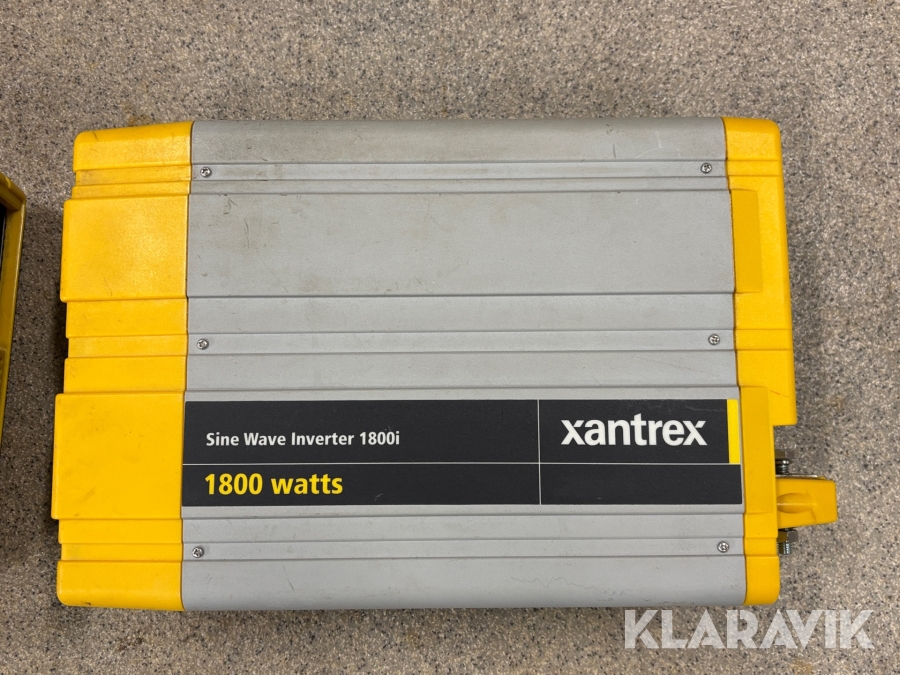 Sine Wave Inverter 1800i
xantrex
1800 watts
KLARAVIK